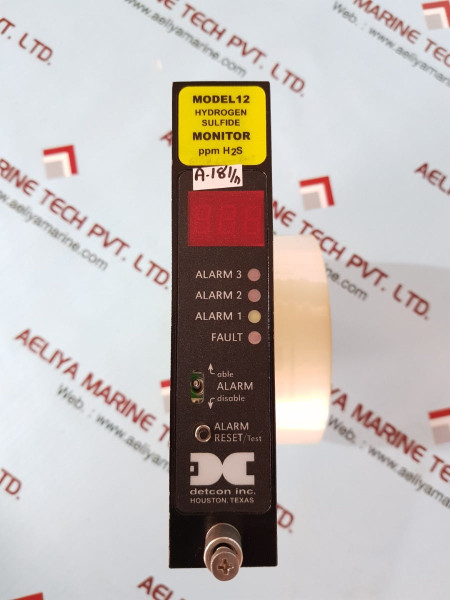 MODEL12
HYDROGEN
SULFIDE
MONITOR
ppm H2S
A-181/n
ALARM 3
ALARM 2
ALARM 1
FAULT
able
ALARM
disable
ALARM
RESET/Test
detcon inc.
HOUSTON, TEXAS
AELIYA MARINE TECH PVT. LTD.
Web. : www.aeliyamarine.com